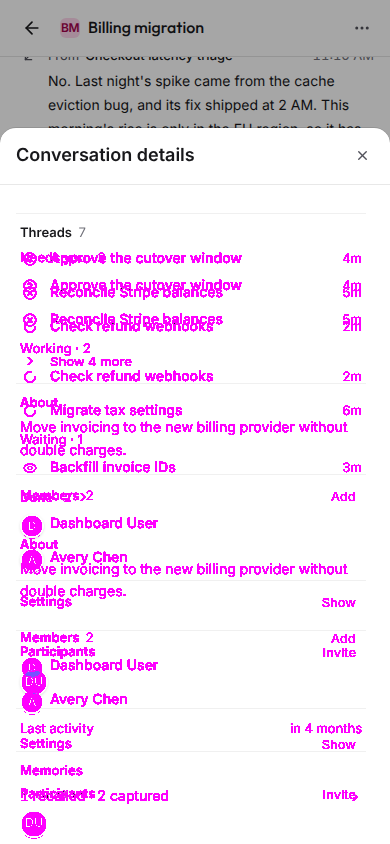 BM Billing migration
From Checkout latency triage 11:16 AM
No. Last night's spike came from the cache
eviction bug, and its fix shipped at 2 AM. This
morning's rise is only in the EU region, so it has
Conversation details
Threads 7
Approve the cutover window 4m
Approve the cutover window 4m
Reconcile Stripe balances 5m
Reconcile Stripe balances 5m
Check refund webhooks 2m
Working · 2
Show 4 more
Check refund webhooks 2m
About
Migrate tax settings 6m
Move invoicing to the new billing provider without
Waiting · 1
double charges.
Backfill invoice IDs 3m
Members 2 Add
D Dashboard User
About
A Avery Chen
Move invoicing to the new billing provider without
double charges.
Settings Show
Members 2 Add
Participants Invite
D Dashboard User
DU
A Avery Chen
Last activity in 4 months
Settings Show
Memories
Participants Invite
1 recalled · 2 captured
DU